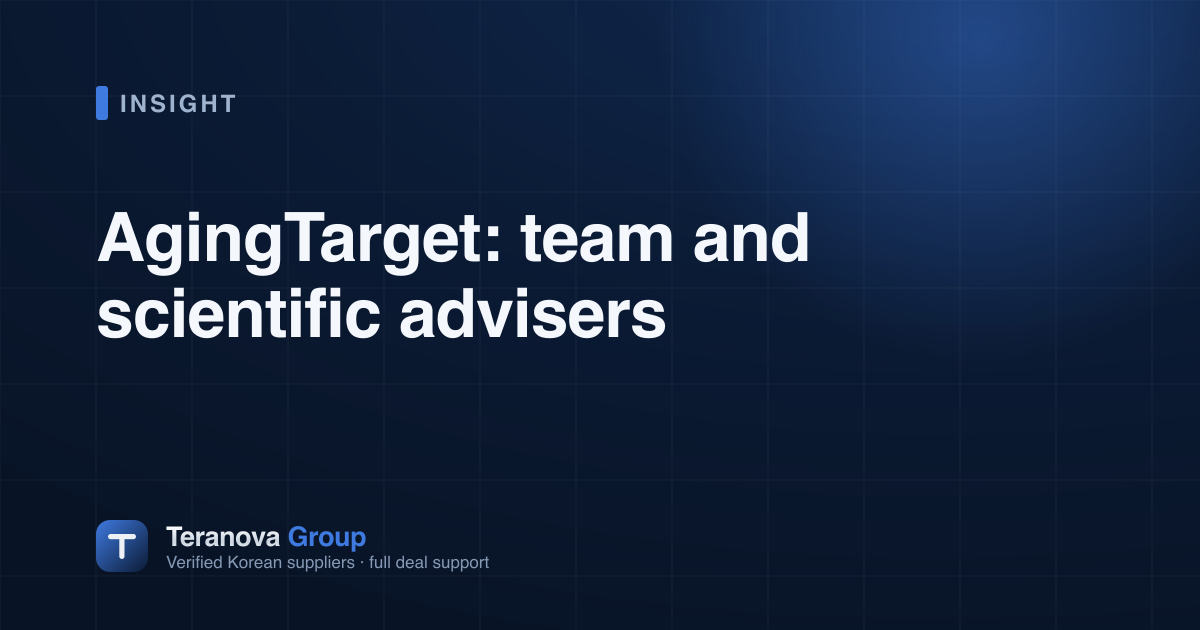 INSIGHT
AgingTarget: team and
scientific advisers
T
Teranova Group
Verified Korean suppliers · full deal support